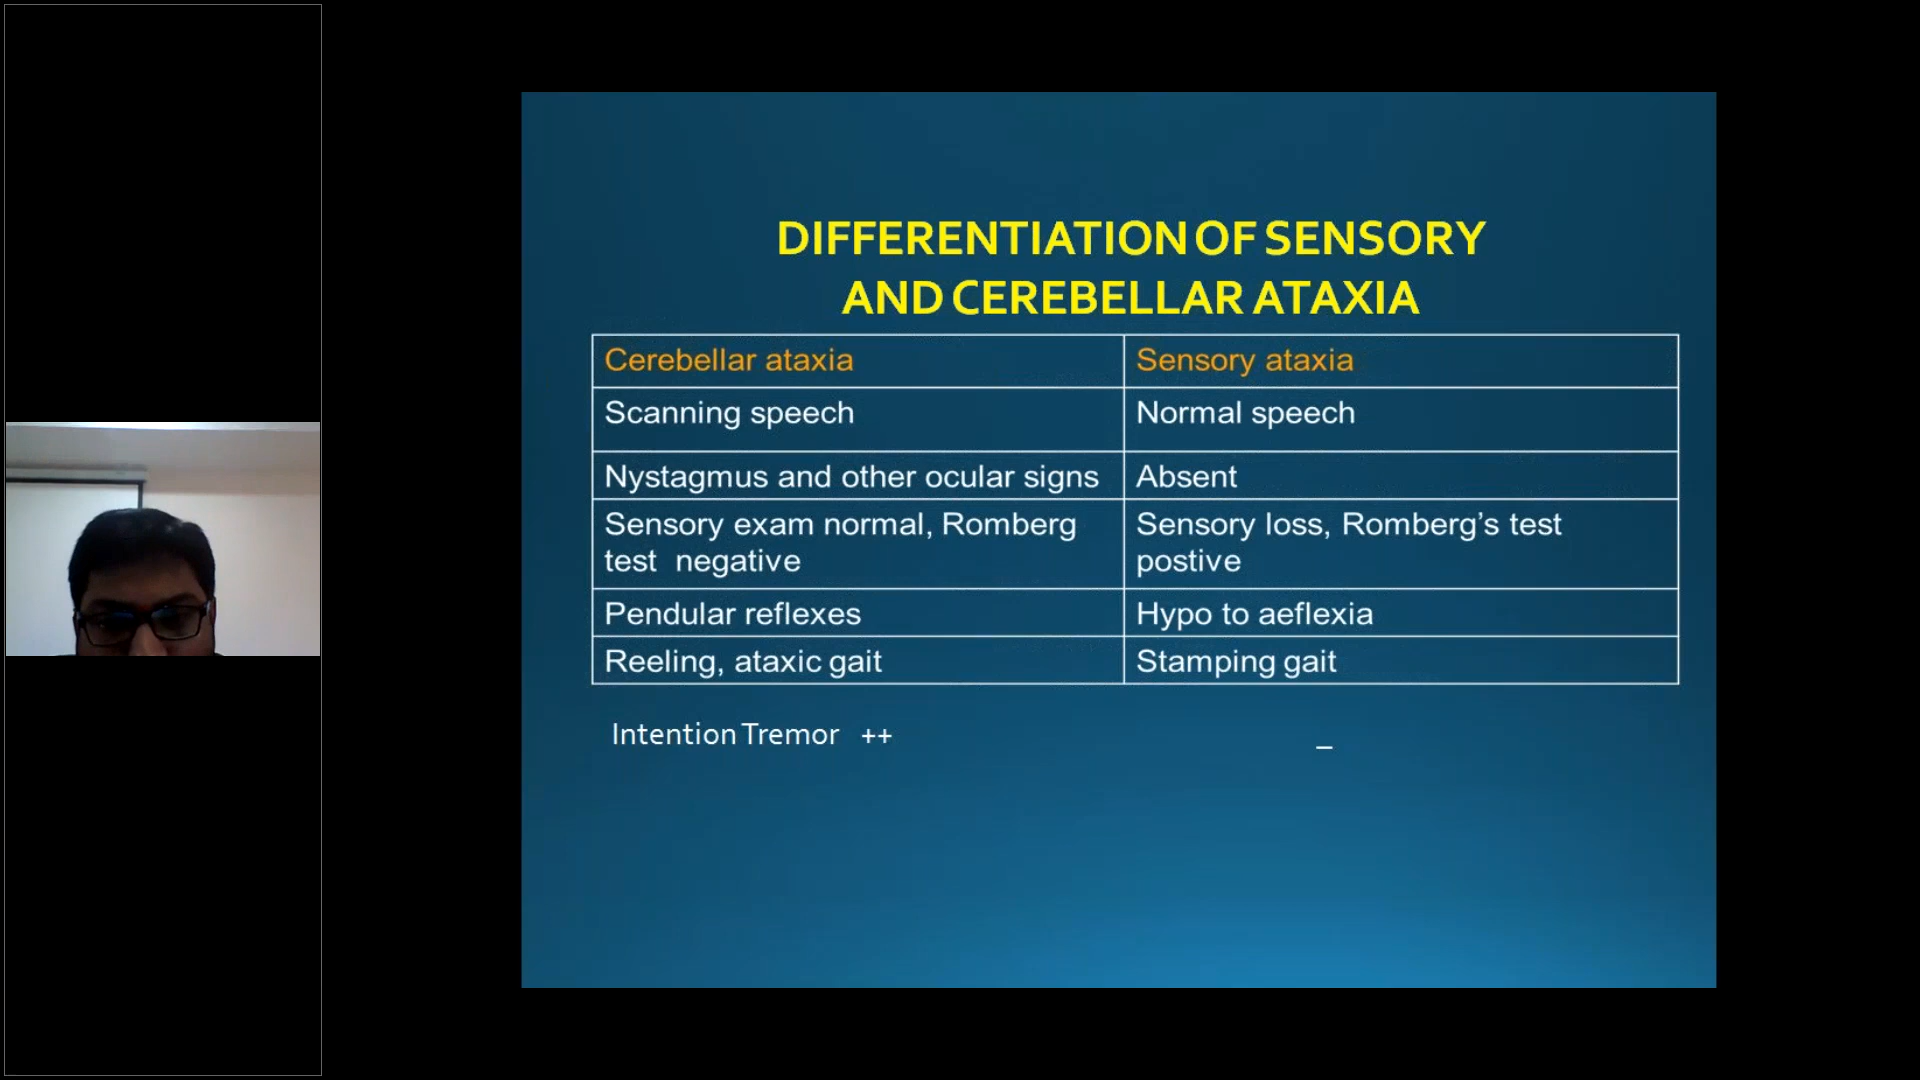 DIFFERENTIATION OF SENSORY
AND CEREBELLAR ATAXIA
Cerebellar ataxia Sensory ataxia
Scanning speech Normal speech
Nystagmus and other ocular signs Absent
Sensory exam normal, Romberg Sensory loss, Romberg’s test
test negative postive
Pendular reflexes Hypo to aeflexia
Reeling, ataxic gait Stamping gait
Intention Tremor ++ _